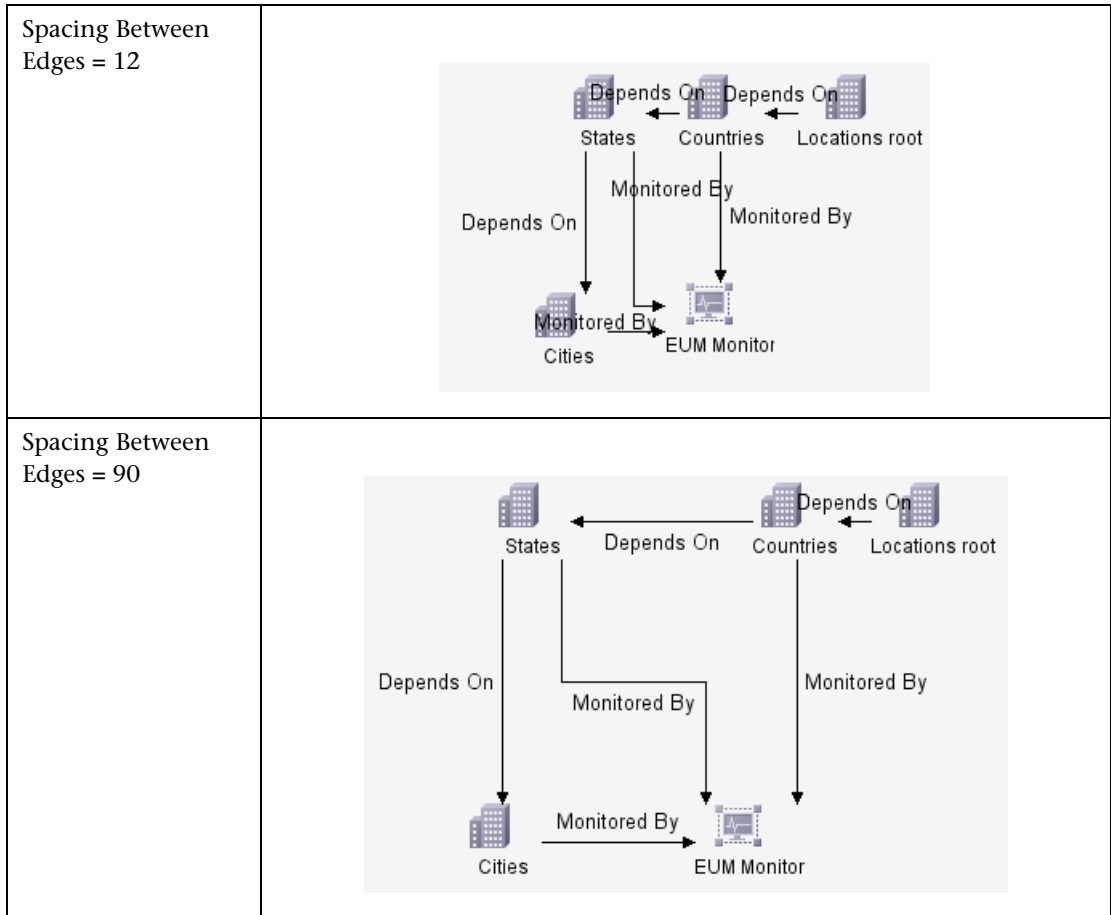 Spacing Between
Edges = 12
Depends On
Depends On
States
Countries
Locations root
Monitored By
Monitored By
Depends On
Monitored By
Cities
EUM Monitor
Spacing Between
Edges = 90
Depends On
States
Depends On
Countries
Locations root
Depends On
Monitored By
Monitored By
Monitored By
Cities
EUM Monitor